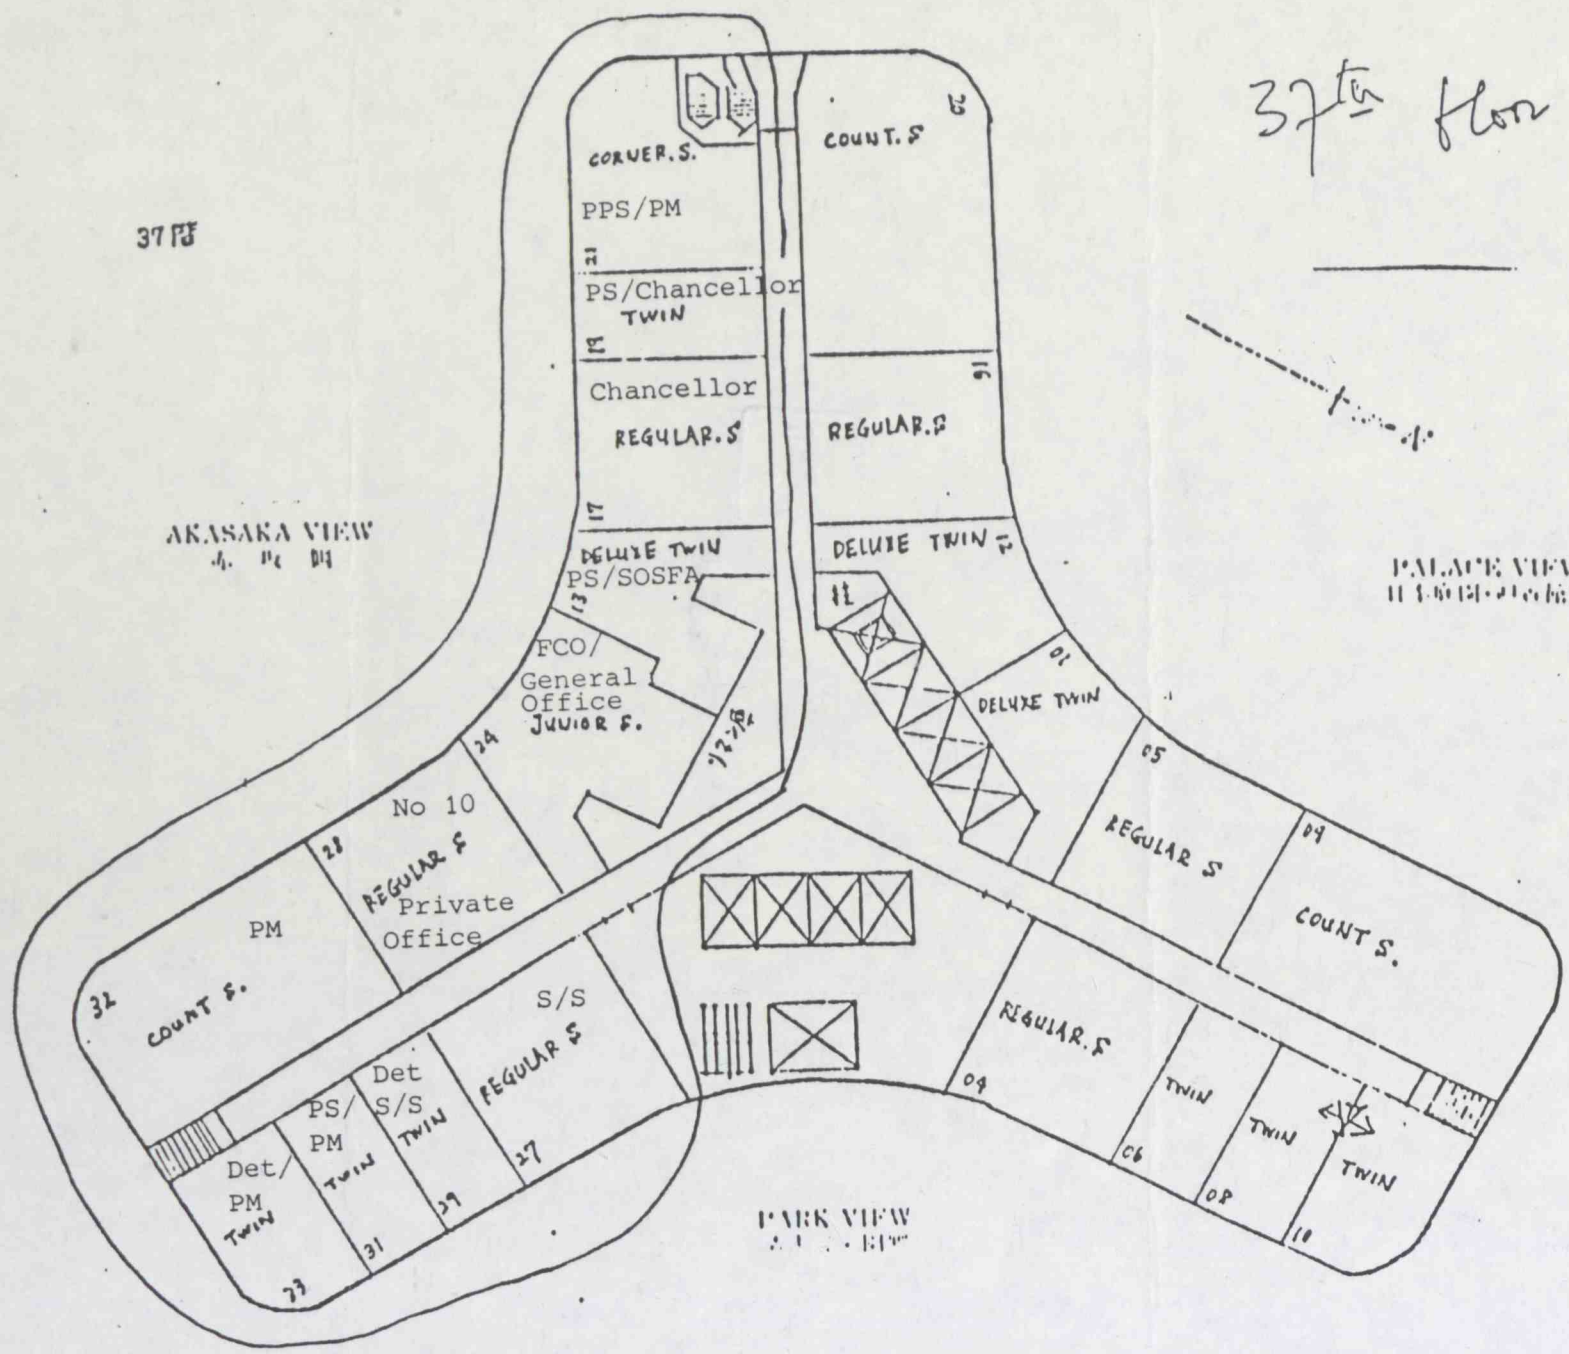 37th floor
37階
CORNER.S.
PPS/PM
21
PS/Chancellor
TWIN
19
Chancellor
REGULAR.S
17
DELUXE TWIN
PS/SOSFA
13
FCO/
General
Office
JUNIOR S.
24
No 10
REGULAR S
Private
Office
28
PM
COUNT S.
32
COUNT.S
REGULAR.S
16
DELUXE TWIN
11
01
DELUXE TWIN
05
REGULAR S
09
COUNT S.
AKASAKA VIEW
PALACE VIEW
S/S
REGULAR S
27
Det
S/S
TWIN
29
PS/
PM
TWIN
31
Det/
PM
TWIN
33
REGULAR.S
04
TWIN
06
TWIN
08
TWIN
10
PARK VIEW